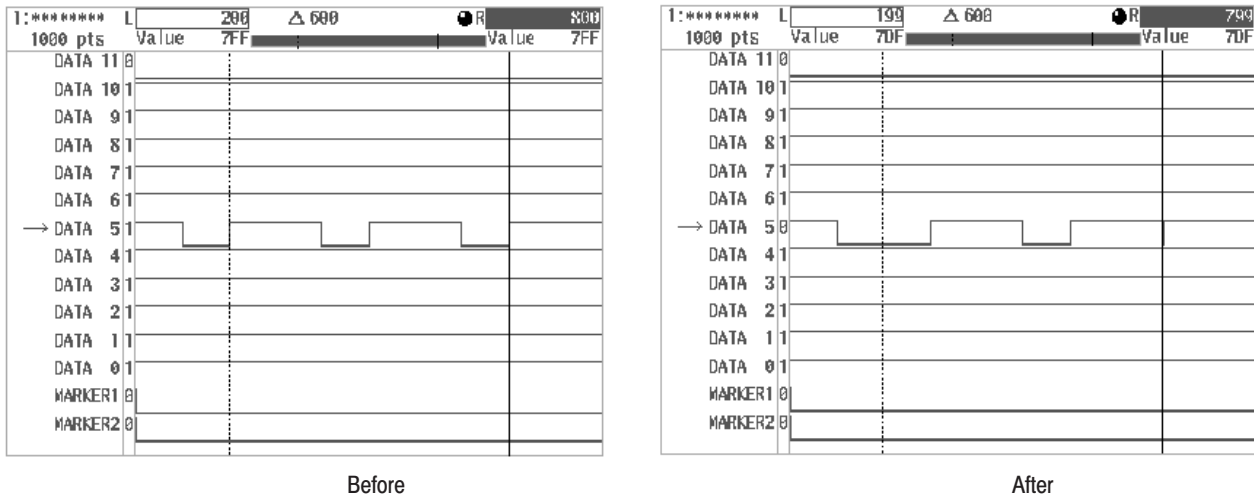 1:******** L 200 △ 600 R 800
1000 pts Value 7FF Value 7FF
DATA 11 0
DATA 10 1
DATA 9 1
DATA 8 1
DATA 7 1
DATA 6 1
→ DATA 5 1
DATA 4 1
DATA 3 1
DATA 2 1
DATA 1 1
DATA 0 1
MARKER1 0
MARKER2 0
Before
1:******** L 199 △ 600 R 799
1000 pts Value 7DF Value 7DF
DATA 11 0
DATA 10 1
DATA 9 1
DATA 8 1
DATA 7 1
DATA 6 1
→ DATA 5 0
DATA 4 1
DATA 3 1
DATA 2 1
DATA 1 1
DATA 0 1
MARKER1 0
MARKER2 0
After